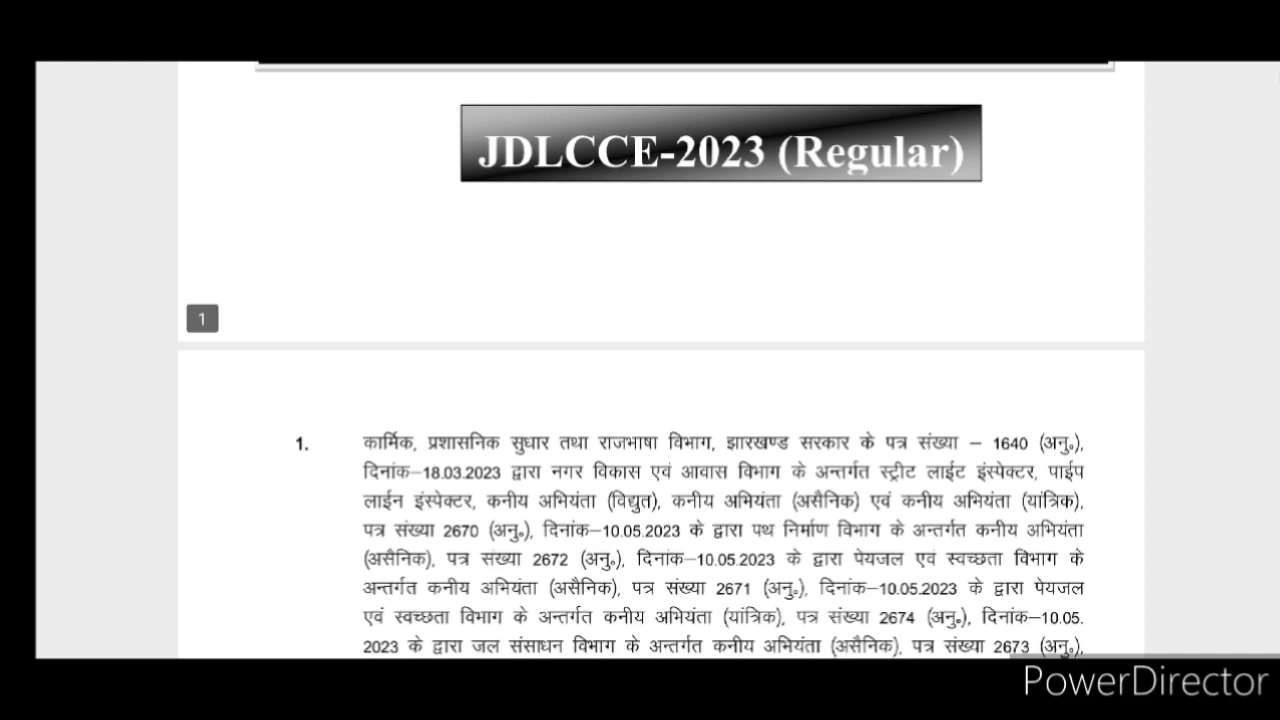 JDLCCE-2023 (Regular)
1
1. कार्मिक, प्रशासनिक सुधार तथा राजभाषा विभाग, झारखण्ड सरकार के पत्र संख्या – 1640 (अनु॰),
दिनांक–18.03.2023 द्वारा नगर विकास एवं आवास विभाग के अन्तर्गत स्ट्रीट लाईट इंस्पेक्टर, पाईप
लाईन इंस्पेक्टर, कनीय अभियंता (विद्युत), कनीय अभियंता (असैनिक) एवं कनीय अभियंता (यांत्रिक),
पत्र संख्या 2670 (अनु॰), दिनांक–10.05.2023 के द्वारा पथ निर्माण विभाग के अन्तर्गत कनीय अभियंता
(असैनिक), पत्र संख्या 2672 (अनु॰), दिनांक–10.05.2023 के द्वारा पेयजल एवं स्वच्छता विभाग के
अन्तर्गत कनीय अभियंता (असैनिक), पत्र संख्या 2671 (अनु॰), दिनांक–10.05.2023 के द्वारा पेयजल
एवं स्वच्छता विभाग के अन्तर्गत कनीय अभियंता (यांत्रिक), पत्र संख्या 2674 (अनु॰), दिनांक–10.05.
2023 के द्वारा जल संसाधन विभाग के अन्तर्गत कनीय अभियंता (असैनिक), पत्र संख्या 2673 (अनु॰),
PowerDirector